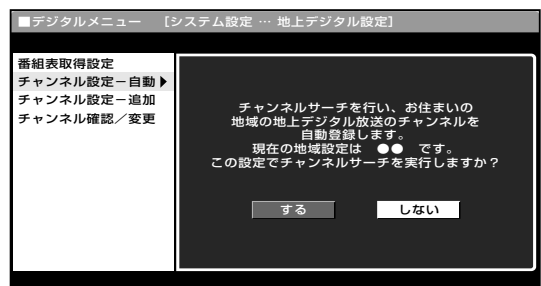 ■デジタルメニュー　[システム設定 … 地上デジタル設定]
番組表取得設定
チャンネル設定－自動▶
チャンネル設定－追加
チャンネル確認／変更
チャンネルサーチを行い、お住まいの
地域の地上デジタル放送のチャンネルを
自動登録します。
現在の地域設定は　●●　です。
この設定でチャンネルサーチを実行しますか？
する
しない